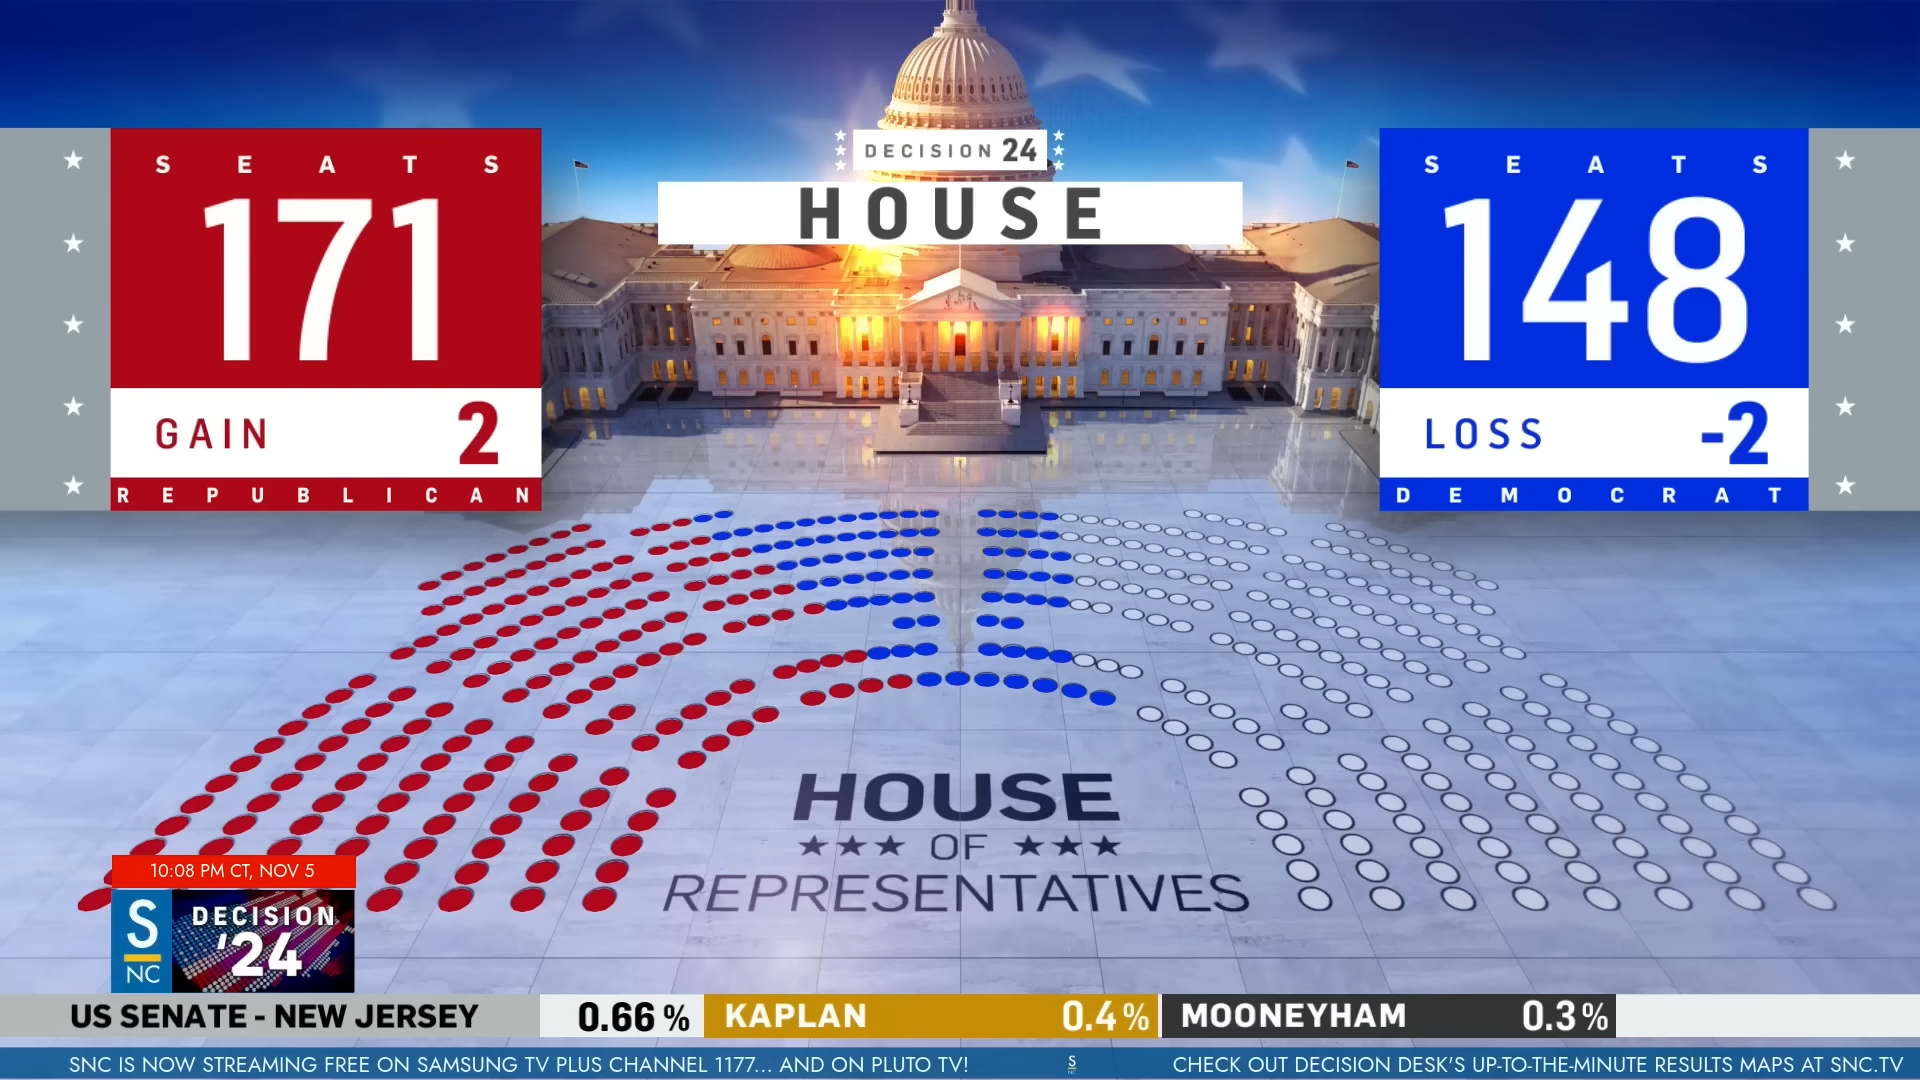 DECISION 24
HOUSE
SEATS
171
GAIN 2
REPUBLICAN
SEATS
148
LOSS -2
DEMOCRAT
HOUSE
OF
REPRESENTATIVES
10:08 PM CT, NOV 5
S
NC
DECISION
'24
US SENATE - NEW JERSEY 0.66 % KAPLAN 0.4 % MOONEYHAM 0.3 %
SNC IS NOW STREAMING FREE ON SAMSUNG TV PLUS CHANNEL 1177... AND ON PLUTO TV! S NC CHECK OUT DECISION DESK'S UP-TO-THE-MINUTE RESULTS MAPS AT SNC.TV